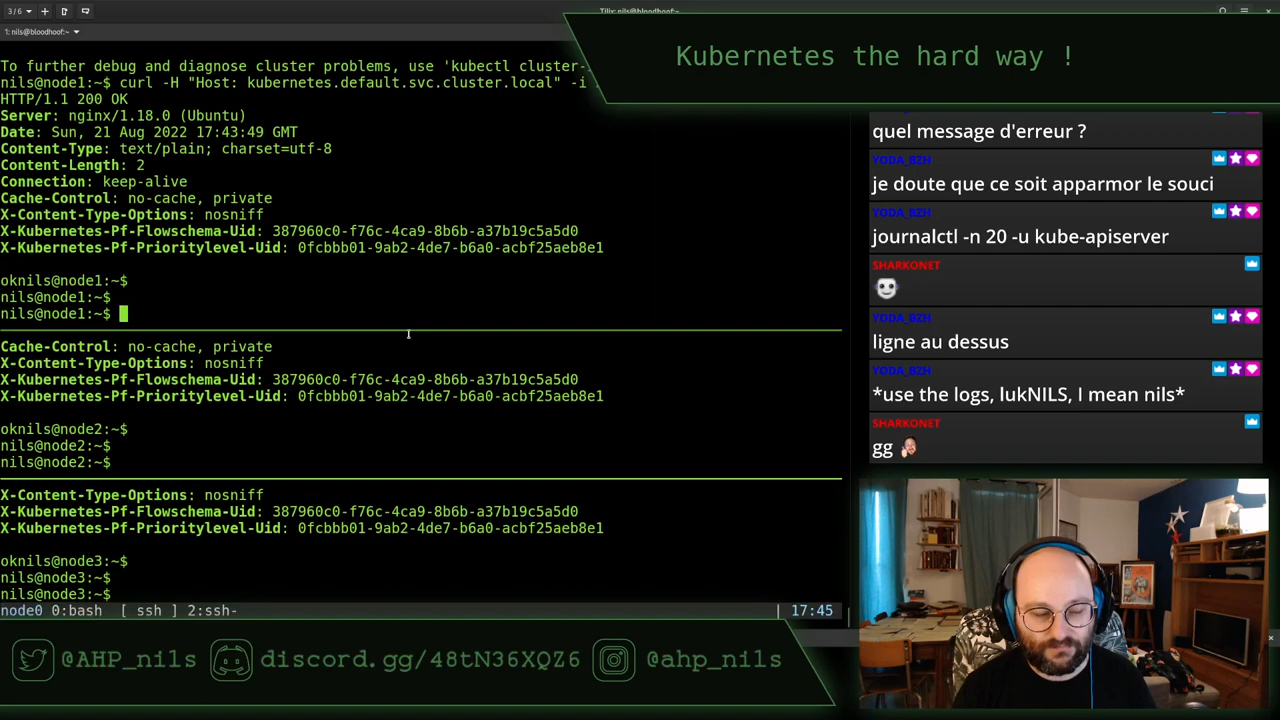 3/6
Tilix: nils@bloodhoof:~
1: nils@bloodhoof:~
Kubernetes the hard way !
To further debug and diagnose cluster problems, use 'kubectl cluster-
nils@node1:~$ curl -H "Host: kubernetes.default.svc.cluster.local" -i
HTTP/1.1 200 OK
Server: nginx/1.18.0 (Ubuntu)
Date: Sun, 21 Aug 2022 17:43:49 GMT
Content-Type: text/plain; charset=utf-8
Content-Length: 2
Connection: keep-alive
Cache-Control: no-cache, private
X-Content-Type-Options: nosniff
X-Kubernetes-Pf-Flowschema-Uid: 387960c0-f76c-4ca9-8b6b-a37b19c5a5d0
X-Kubernetes-Pf-Prioritylevel-Uid: 0fcbbb01-9ab2-4de7-b6a0-acbf25aeb8e1
oknils@node1:~$
nils@node1:~$
nils@node1:~$
Cache-Control: no-cache, private
X-Content-Type-Options: nosniff
X-Kubernetes-Pf-Flowschema-Uid: 387960c0-f76c-4ca9-8b6b-a37b19c5a5d0
X-Kubernetes-Pf-Prioritylevel-Uid: 0fcbbb01-9ab2-4de7-b6a0-acbf25aeb8e1
oknils@node2:~$
nils@node2:~$
nils@node2:~$
X-Content-Type-Options: nosniff
X-Kubernetes-Pf-Flowschema-Uid: 387960c0-f76c-4ca9-8b6b-a37b19c5a5d0
X-Kubernetes-Pf-Prioritylevel-Uid: 0fcbbb01-9ab2-4de7-b6a0-acbf25aeb8e1
oknils@node3:~$
nils@node3:~$
nils@node3:~$
node0 0:bash [ ssh ] 2:ssh- | 17:45
quel message d'erreur ?
YODA_BZH
je doute que ce soit apparmor le souci
YODA_BZH
journalctl -n 20 -u kube-apiserver
SHARKONET
YODA_BZH
ligne au dessus
YODA_BZH
*use the logs, lukNILS, I mean nils*
SHARKONET
gg
@AHP_nils discord.gg/48tN36XQZ6 @ahp_nils